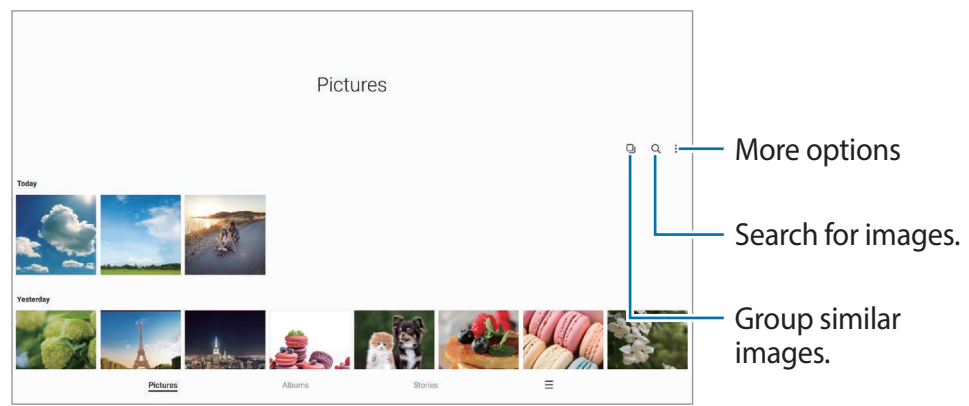 Pictures
More options
Today
Search for images.
Yesterday
Group similar
images.
Pictures Albums Stories